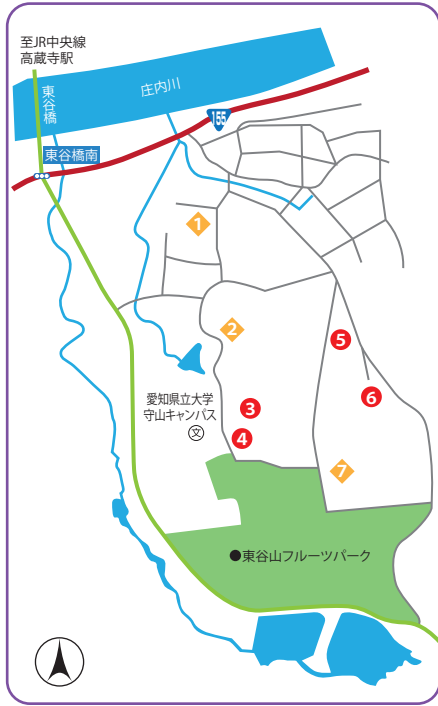 至JR中央線
高蔵寺駅
東谷橋
庄内川
155
東谷橋南
1
2
5
6
愛知県立大学
守山キャンパス
文
3
4
7
●東谷山フルーツパーク